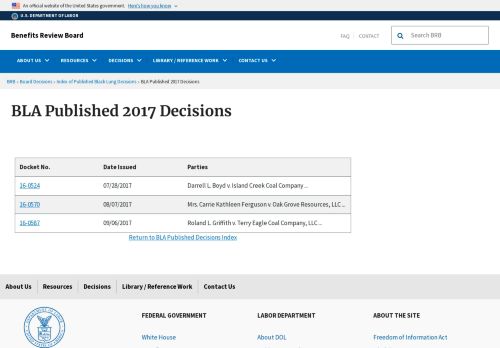 An official website of the United States government. Here's how you know
U.S. DEPARTMENT OF LABOR
Benefits Review Board
FAQ CONTACT
Search BRB
ABOUT US RESOURCES DECISIONS LIBRARY / REFERENCE WORK CONTACT US
BRB » Board Decisions » Index of Published Black Lung Decisions » BLA Published 2017 Decisions
BLA Published 2017 Decisions
Docket No. Date Issued Parties
16-0524 07/28/2017 Darrell L. Boyd v. Island Creek Coal Company ...
16-0570 08/07/2017 Mrs. Carrie Kathleen Ferguson v. Oak Grove Resources, LLC ...
16-0587 09/06/2017 Roland L. Griffith v. Terry Eagle Coal Company, LLC ...
Return to BLA Published Decisions Index
About Us Resources Decisions Library / Reference Work Contact Us
FEDERAL GOVERNMENT LABOR DEPARTMENT ABOUT THE SITE
White House About DOL Freedom of Information Act